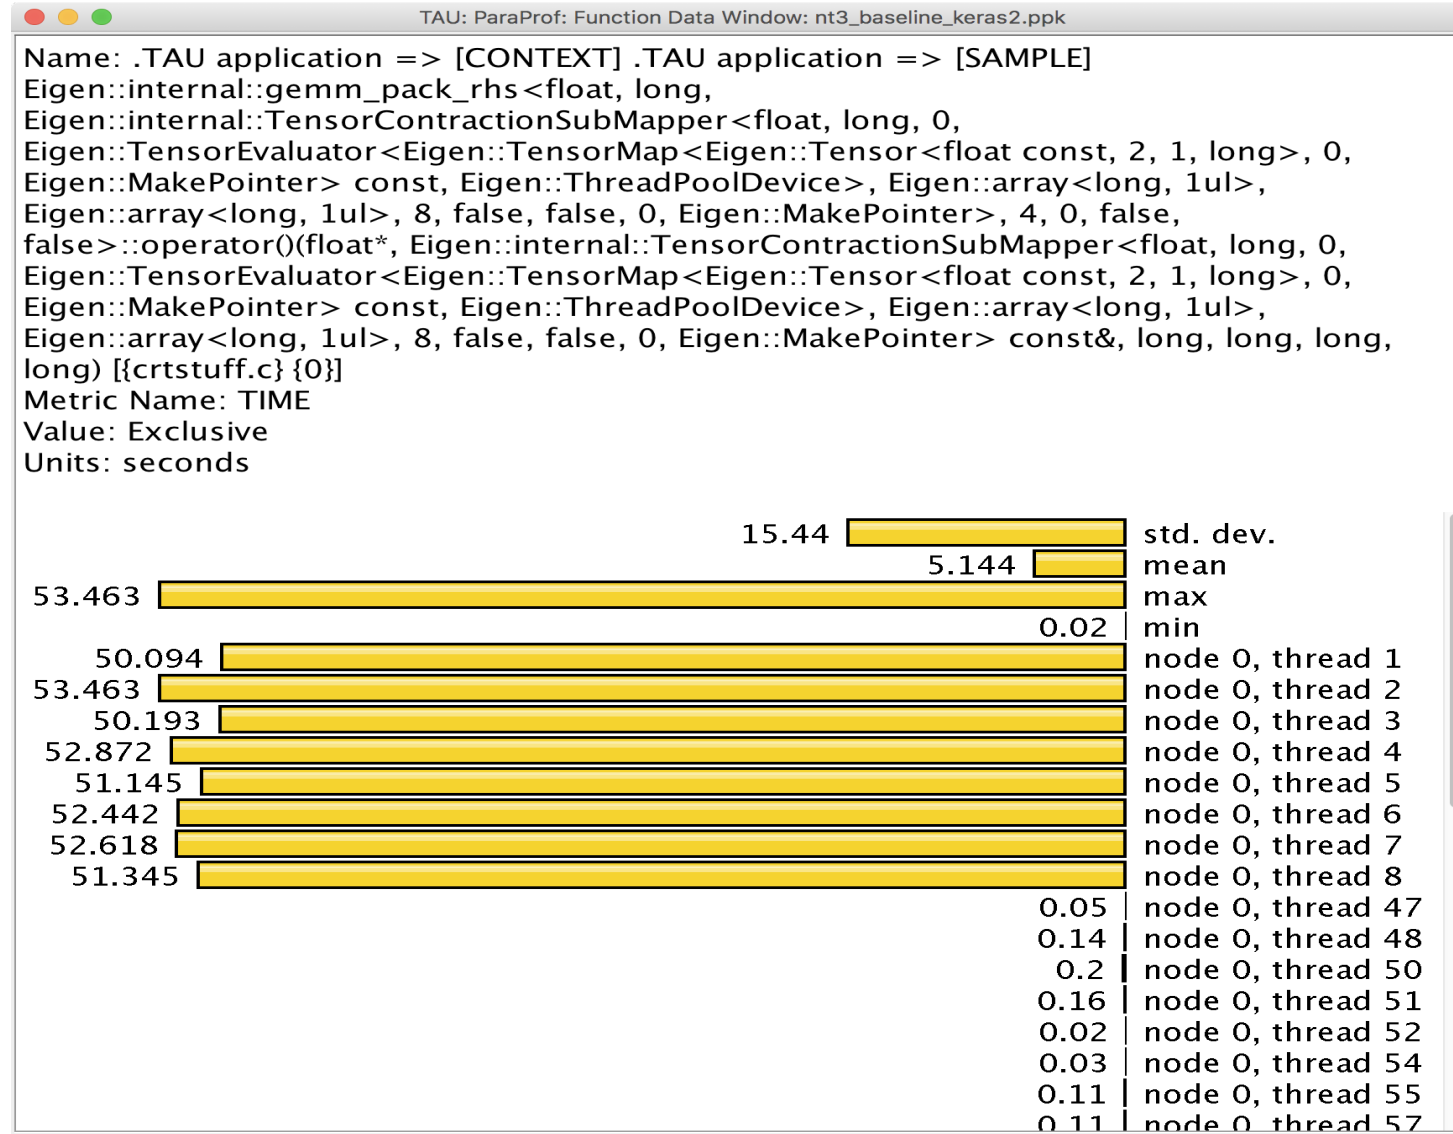 TAU: ParaProf: Function Data Window: nt3_baseline_keras2.ppk
Name: .TAU application => [CONTEXT] .TAU application => [SAMPLE]
Eigen::internal::gemm_pack_rhs<float, long,
Eigen::internal::TensorContractionSubMapper<float, long, 0,
Eigen::TensorEvaluator<Eigen::TensorMap<Eigen::Tensor<float const, 2, 1, long>, 0,
Eigen::MakePointer> const, Eigen::ThreadPoolDevice>, Eigen::array<long, 1ul>,
Eigen::array<long, 1ul>, 8, false, false, 0, Eigen::MakePointer>, 4, 0, false,
false>::operator()(float*, Eigen::internal::TensorContractionSubMapper<float, long, 0,
Eigen::TensorEvaluator<Eigen::TensorMap<Eigen::Tensor<float const, 2, 1, long>, 0,
Eigen::MakePointer> const, Eigen::ThreadPoolDevice>, Eigen::array<long, 1ul>,
Eigen::array<long, 1ul>, 8, false, false, 0, Eigen::MakePointer> const&, long, long, long,
long) [{crtstuff.c} {0}]
Metric Name: TIME
Value: Exclusive
Units: seconds
15.44 std. dev.
5.144 mean
53.463 max
0.02 min
50.094 node 0, thread 1
53.463 node 0, thread 2
50.193 node 0, thread 3
52.872 node 0, thread 4
51.145 node 0, thread 5
52.442 node 0, thread 6
52.618 node 0, thread 7
51.345 node 0, thread 8
0.05 node 0, thread 47
0.14 node 0, thread 48
0.2 node 0, thread 50
0.16 node 0, thread 51
0.02 node 0, thread 52
0.03 node 0, thread 54
0.11 node 0, thread 55
0.11 node 0, thread 57